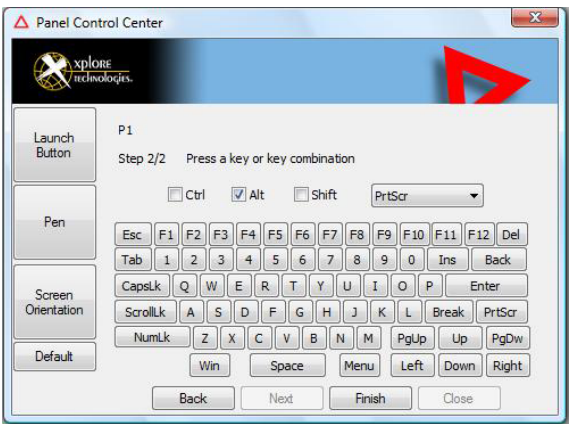 Panel Control Center
xplore
technologies.
Launch
Button
Pen
Screen
Orientation
Default
P1
Step 2/2 Press a key or key combination
Ctrl Alt Shift PrtScr
Esc F1 F2 F3 F4 F5 F6 F7 F8 F9 F10 F11 F12 Del
Tab 1 2 3 4 5 6 7 8 9 0 Ins Back
CapsLk Q W E R T Y U I O P Enter
ScrollLk A S D F G H J K L Break PrtScr
NumLk Z X C V B N M PgUp Up PgDw
Win Space Menu Left Down Right
Back Next Finish Close